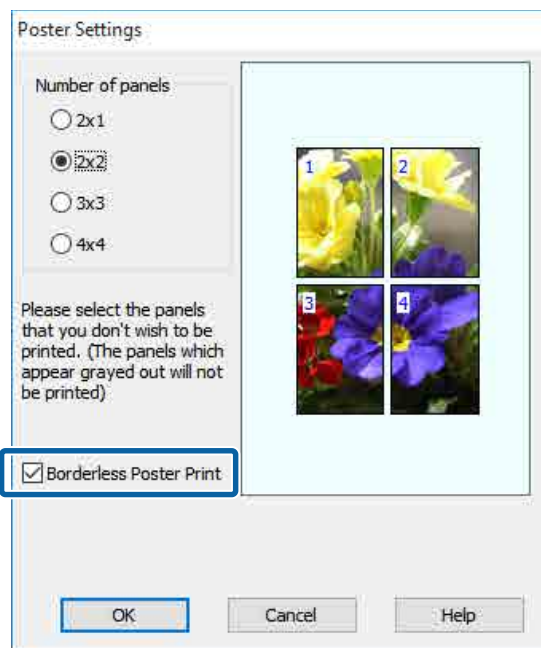 Poster Settings
Number of panels
2x1
2x2
3x3
4x4
1
2
3
4
Please select the panels
that you don't wish to be
printed. (The panels which
appear grayed out will not
be printed)
Borderless Poster Print
OK
Cancel
Help